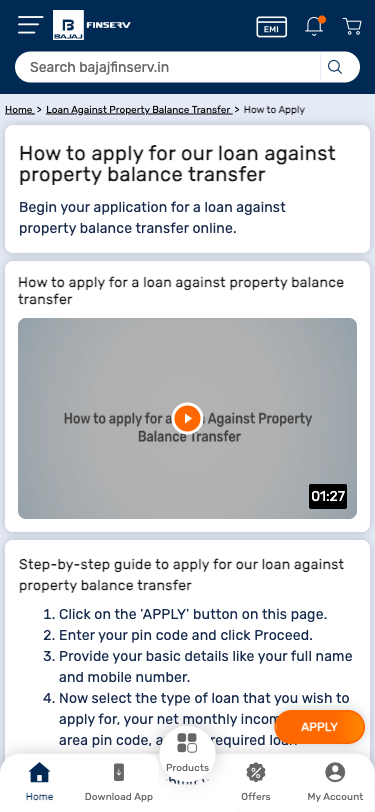 BAJAJ FINSERV
EMI
Search bajajfinserv.in
Home > Loan Against Property Balance Transfer > How to Apply
How to apply for our loan against
property balance transfer
Begin your application for a loan against
property balance transfer online.
How to apply for a loan against property balance
transfer
How to apply for a Loan Against Property
Balance Transfer
01:27
Step-by-step guide to apply for our loan against
property balance transfer
1. Click on the 'APPLY' button on this page.
2. Enter your pin code and click Proceed.
3. Provide your basic details like your full name
and mobile number.
4. Now select the type of loan that you wish to
apply for, your net monthly
area pin code, required
APPLY
Home
Download App
Products
Offers
My Account